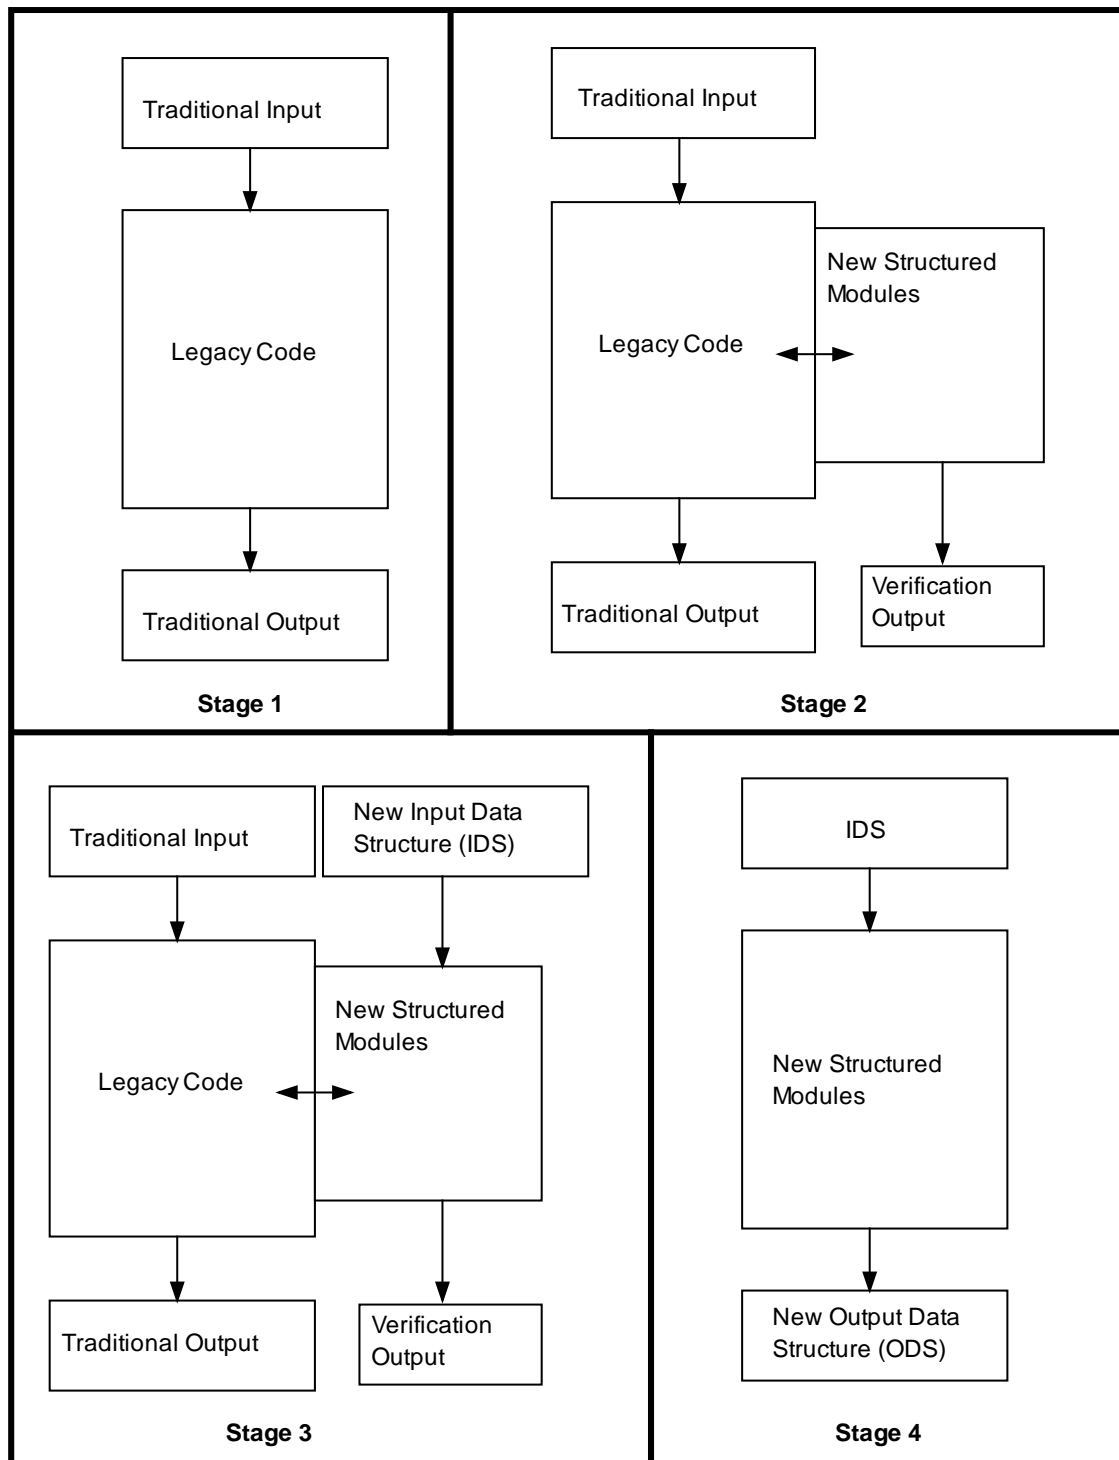 Traditional Input
Legacy Code
Traditional Output
Stage 1
Traditional Input
New Structured
Modules
Legacy Code
Traditional Output
Verification
Output
Stage 2
Traditional Input
New Input Data
Structure (IDS)
New Structured
Modules
Legacy Code
Traditional Output
Verification
Output
Stage 3
IDS
New Structured
Modules
New Output Data
Structure (ODS)
Stage 4